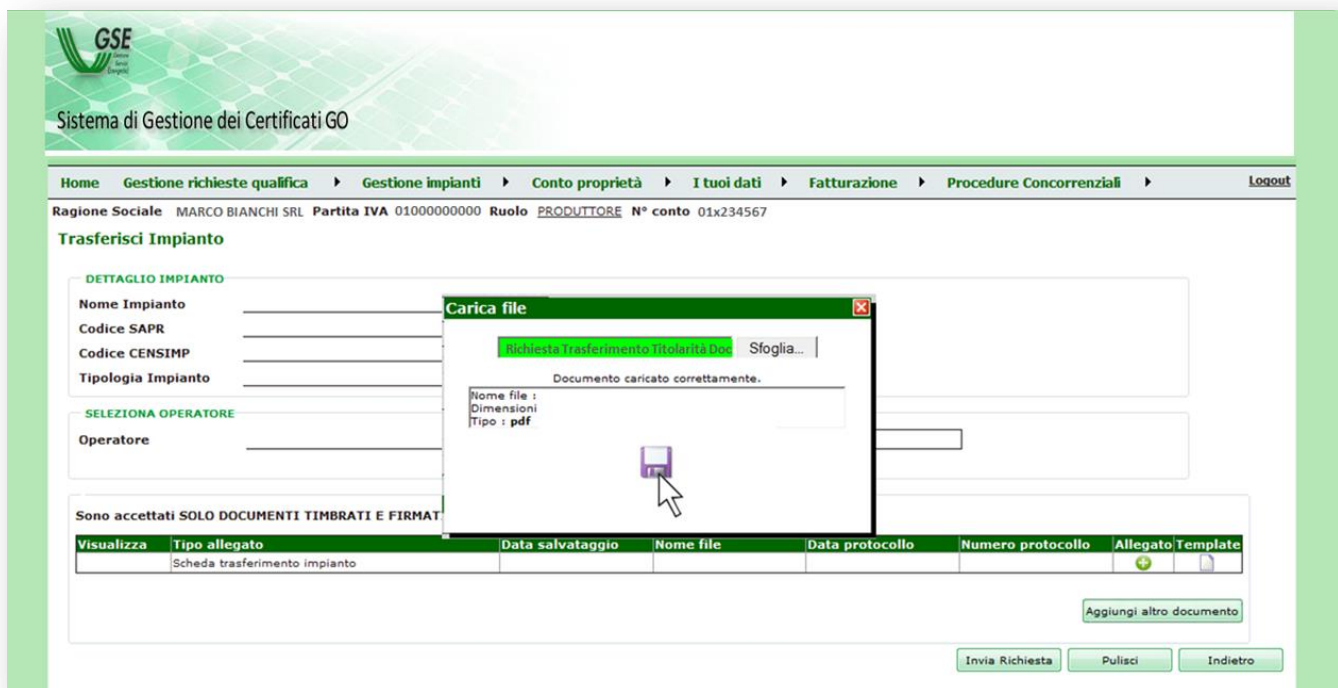 GSE
Gestore
Servizi
Energetici
Sistema di Gestione dei Certificati GO
Home Gestione richieste qualifica Gestione impianti Conto proprietà I tuoi dati Fatturazione Procedure Concorrenziali Logout
Ragione Sociale MARCO BIANCHI SRL Partita IVA 01000000000 Ruolo PRODUTTORE N° conto 01x234567
Trasferisci Impianto
DETTAGLIO IMPIANTO
Nome Impianto
Codice SAPR
Codice CENSIMP
Tipologia Impianto
SELEZIONA OPERATORE
Operatore
Carica file
Richiesta Trasferimento Titolarità Doc Sfoglia...
Documento caricato correttamente.
Nome file :
Dimensioni
Tipo : pdf
Sono accettati SOLO DOCUMENTI TIMBRATI E FIRMAT
Visualizza Tipo allegato Data salvataggio Nome file Data protocollo Numero protocollo Allegato Template
Scheda trasferimento impianto
Aggiungi altro documento
Invia Richiesta Pulisci Indietro